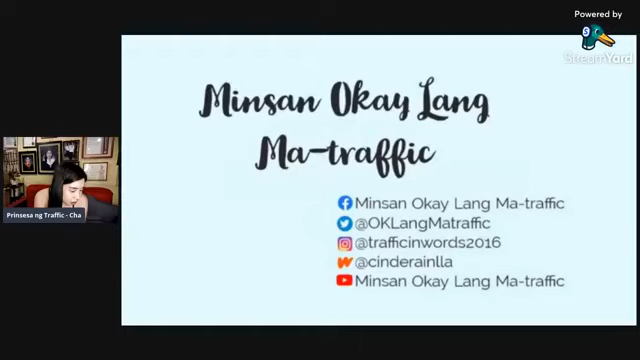 Powered by
StreamYard
Minsan Okay Lang
Ma-traffic
Minsan Okay Lang Ma-traffic
@OKLangMatraffic
@trafficinwords2016
@cinderainlla
Minsan Okay Lang Ma-traffic
Prinsesa ng Traffic - Cha